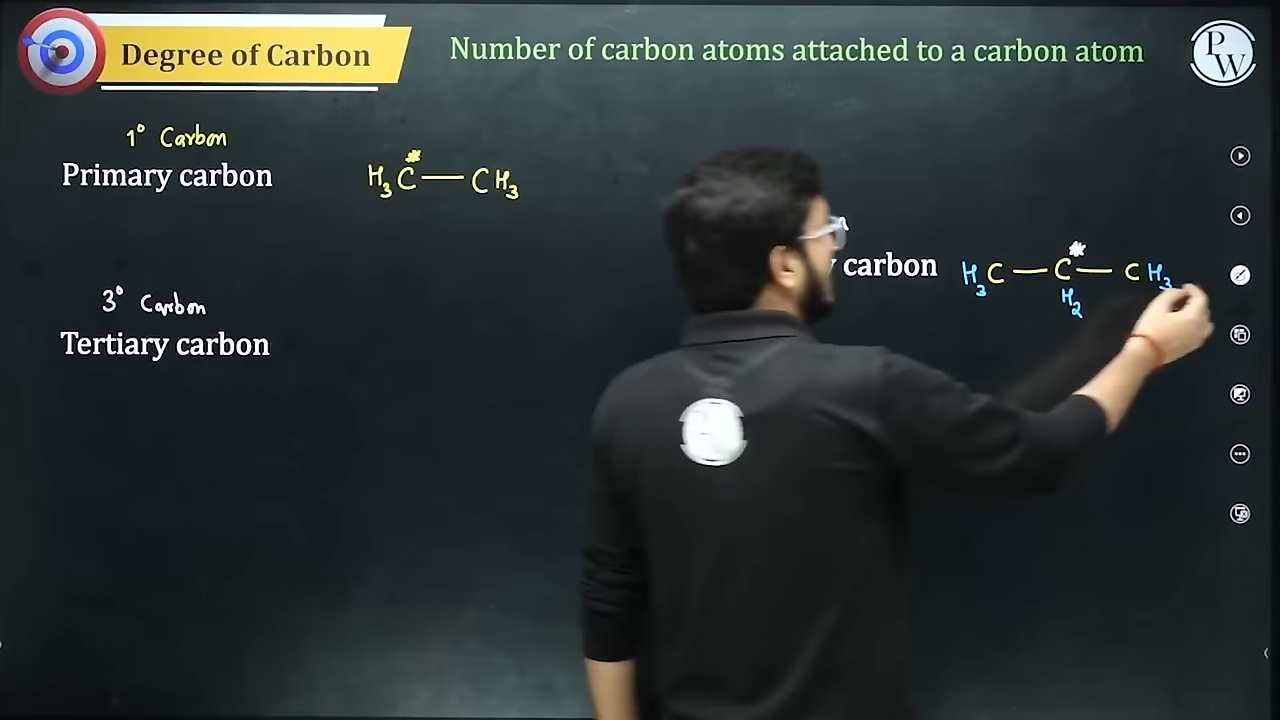 Degree of Carbon
Number of carbon atoms attached to a carbon atom
PW
1° Carbon
Primary carbon
H₃C* — CH₃
carbon
H₃C — C* — CH₃
H₂
3° Carbon
Tertiary carbon